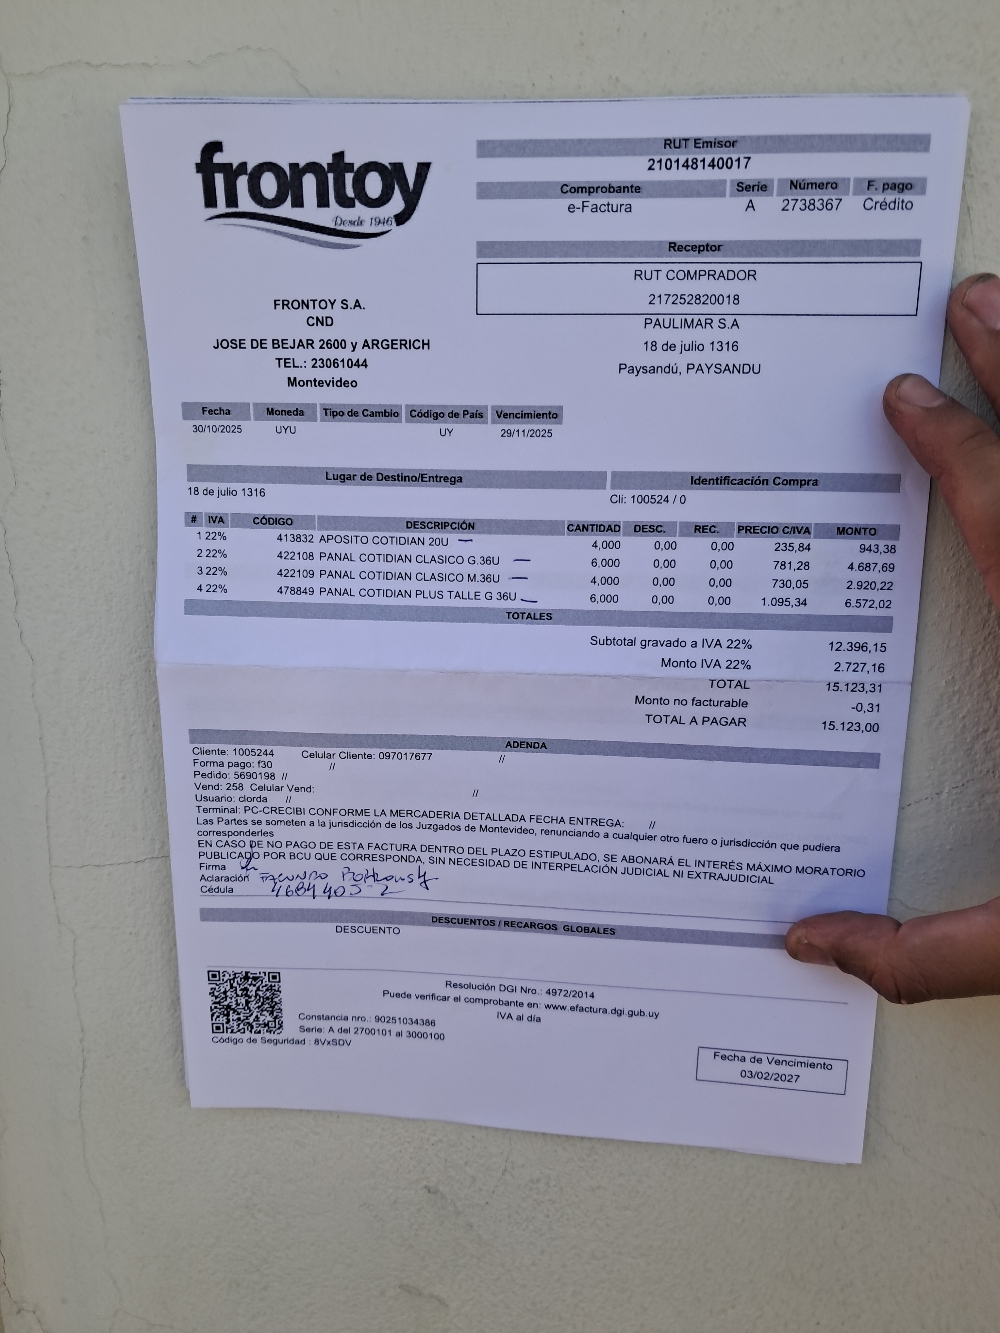 frontoy
Desde 1946
RUT Emisor
210148140017
Comprobante Serie Número F. pago
e-Factura A 2738367 Crédito
Receptor
RUT COMPRADOR
217252820018
PAULIMAR S.A
18 de julio 1316
Paysandú, PAYSANDU
FRONTOY S.A.
CND
JOSE DE BEJAR 2600 y ARGERICH
TEL.: 23061044
Montevideo
Fecha Moneda Tipo de Cambio Código de País Vencimiento
30/10/2025 UYU UY 29/11/2025
Lugar de Destino/Entrega Identificación Compra
18 de julio 1316
Cli: 100524 / 0
# IVA CÓDIGO DESCRIPCIÓN CANTIDAD DESC. REC. PRECIO C/IVA MONTO
1 22% 413832 APOSITO COTIDIAN 20U 4,000 0,00 0,00 235,84 943,38
2 22% 422108 PANAL COTIDIAN CLASICO G.36U 6,000 0,00 0,00 781,28 4.687,69
3 22% 422109 PANAL COTIDIAN CLASICO M.36U 4,000 0,00 0,00 730,05 2.920,22
4 22% 478849 PANAL COTIDIAN PLUS TALLE G 36U 6,000 0,00 0,00 1.095,34 6.572,02
TOTALES
Subtotal gravado a IVA 22% 12.396,15
Monto IVA 22% 2.727,16
TOTAL 15.123,31
Monto no facturable -0,31
TOTAL A PAGAR 15.123,00
ADENDA
Cliente: 1005244 Celular Cliente: 097017677 //
Forma pago: f30 //
Pedido: 5690198 //
Vend: 258 Celular Vend: //
Usuario: clorda //
Terminal: PC-CRECIBI CONFORME LA MERCADERIA DETALLADA FECHA ENTREGA: //
Las Partes se someten a la jurisdicción de los Juzgados de Montevideo, renunciando a cualquier otro fuero o jurisdicción que pudiera
corresponderles
EN CASO DE NO PAGO DE ESTA FACTURA DENTRO DEL PLAZO ESTIPULADO, SE ABONARÁ EL INTERÉS MÁXIMO MORATORIO
PUBLICADO POR BCU QUE CORRESPONDA, SIN NECESIDAD DE INTERPELACIÓN JUDICIAL NI EXTRAJUDICIAL
Firma
Aclaración FACUNDO
Cédula 4684405-2
DESCUENTOS / RECARGOS GLOBALES
DESCUENTO
Resolución DGI Nro.: 4972/2014
Puede verificar el comprobante en: www.efactura.dgi.gub.uy
IVA al día
Constancia nro.: 90251034386
Serie: A del 2700101 al 3000100
Código de Seguridad : 8VxSDV
Fecha de Vencimiento
03/02/2027